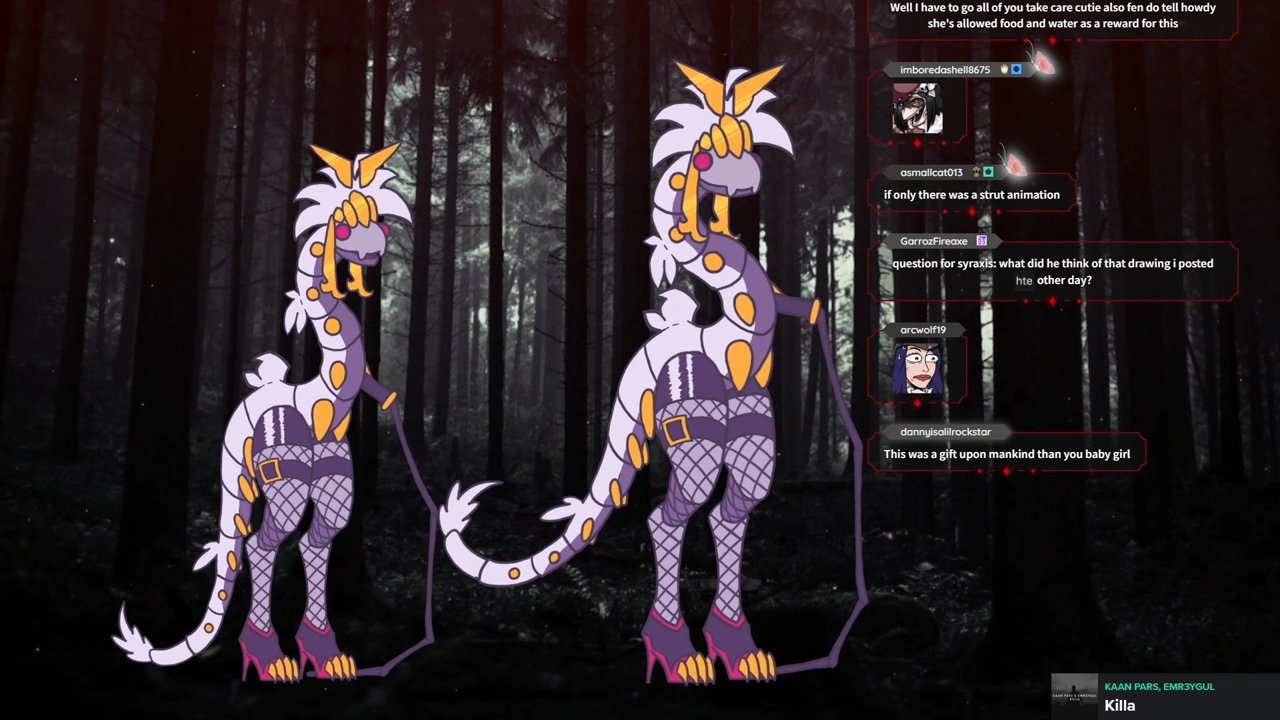 Well I have to go all of you take care cutie also fen do tell howdy
she's allowed food and water as a reward for this
imboredashell8675
asmallcat013
if only there was a strut animation
GarrozFireaxe
question for syraxis: what did he think of that drawing i posted
hte other day?
arcwolf19
dannyisalilrockstar
This was a gift upon mankind than you baby girl
KAAN PARS, EMR3YGUL
Killa